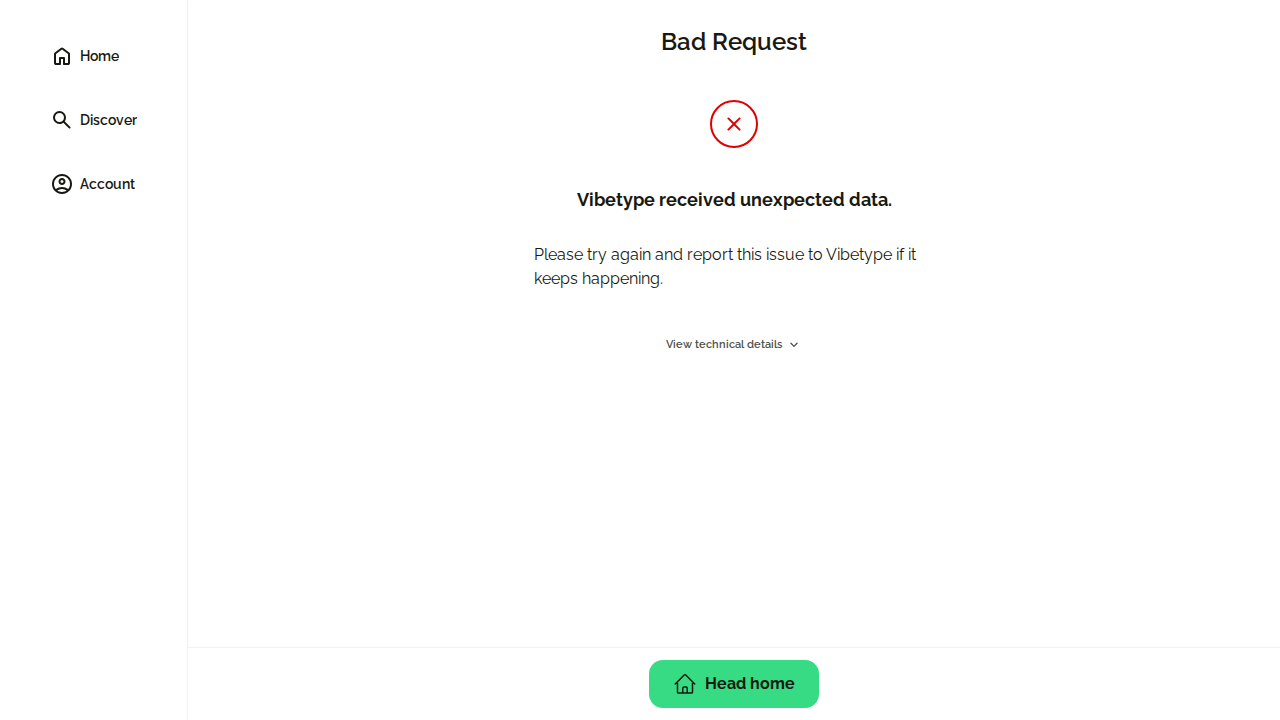 Home
Discover
Account
Bad Request
Vibetype received unexpected data.
Please try again and report this issue to Vibetype if it
keeps happening.
View technical details
Head home